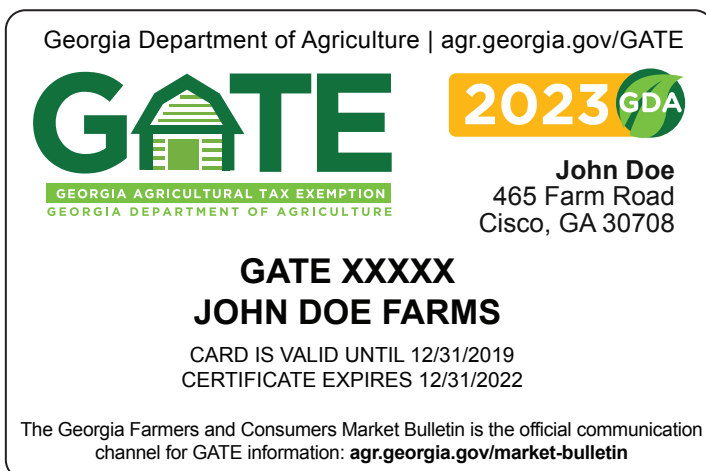 Georgia Department of Agriculture | agr.georgia.gov/GATE
GATE
GEORGIA AGRICULTURAL TAX EXEMPTION
GEORGIA DEPARTMENT OF AGRICULTURE
2023 GDA
John Doe
465 Farm Road
Cisco, GA 30708
GATE XXXXX
JOHN DOE FARMS
CARD IS VALID UNTIL 12/31/2019
CERTIFICATE EXPIRES 12/31/2022
The Georgia Farmers and Consumers Market Bulletin is the official communication
channel for GATE information: agr.georgia.gov/market-bulletin